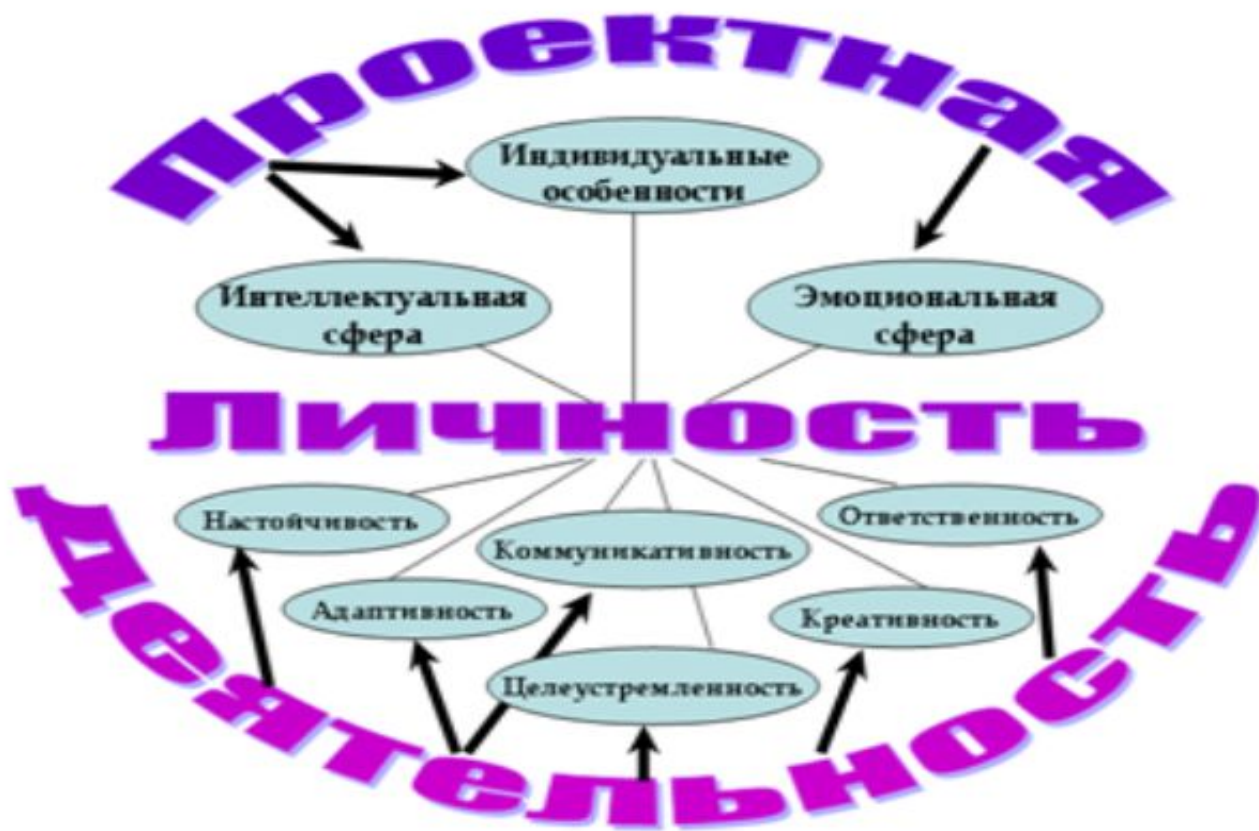 Проектная
Индивидуальные
особенности
Интеллектуальная
сфера
Эмоциональная
сфера
Личность
Настойчивость
Ответственность
Коммуникативность
Адаптивность
Креативность
Целеустремленность
деятельность